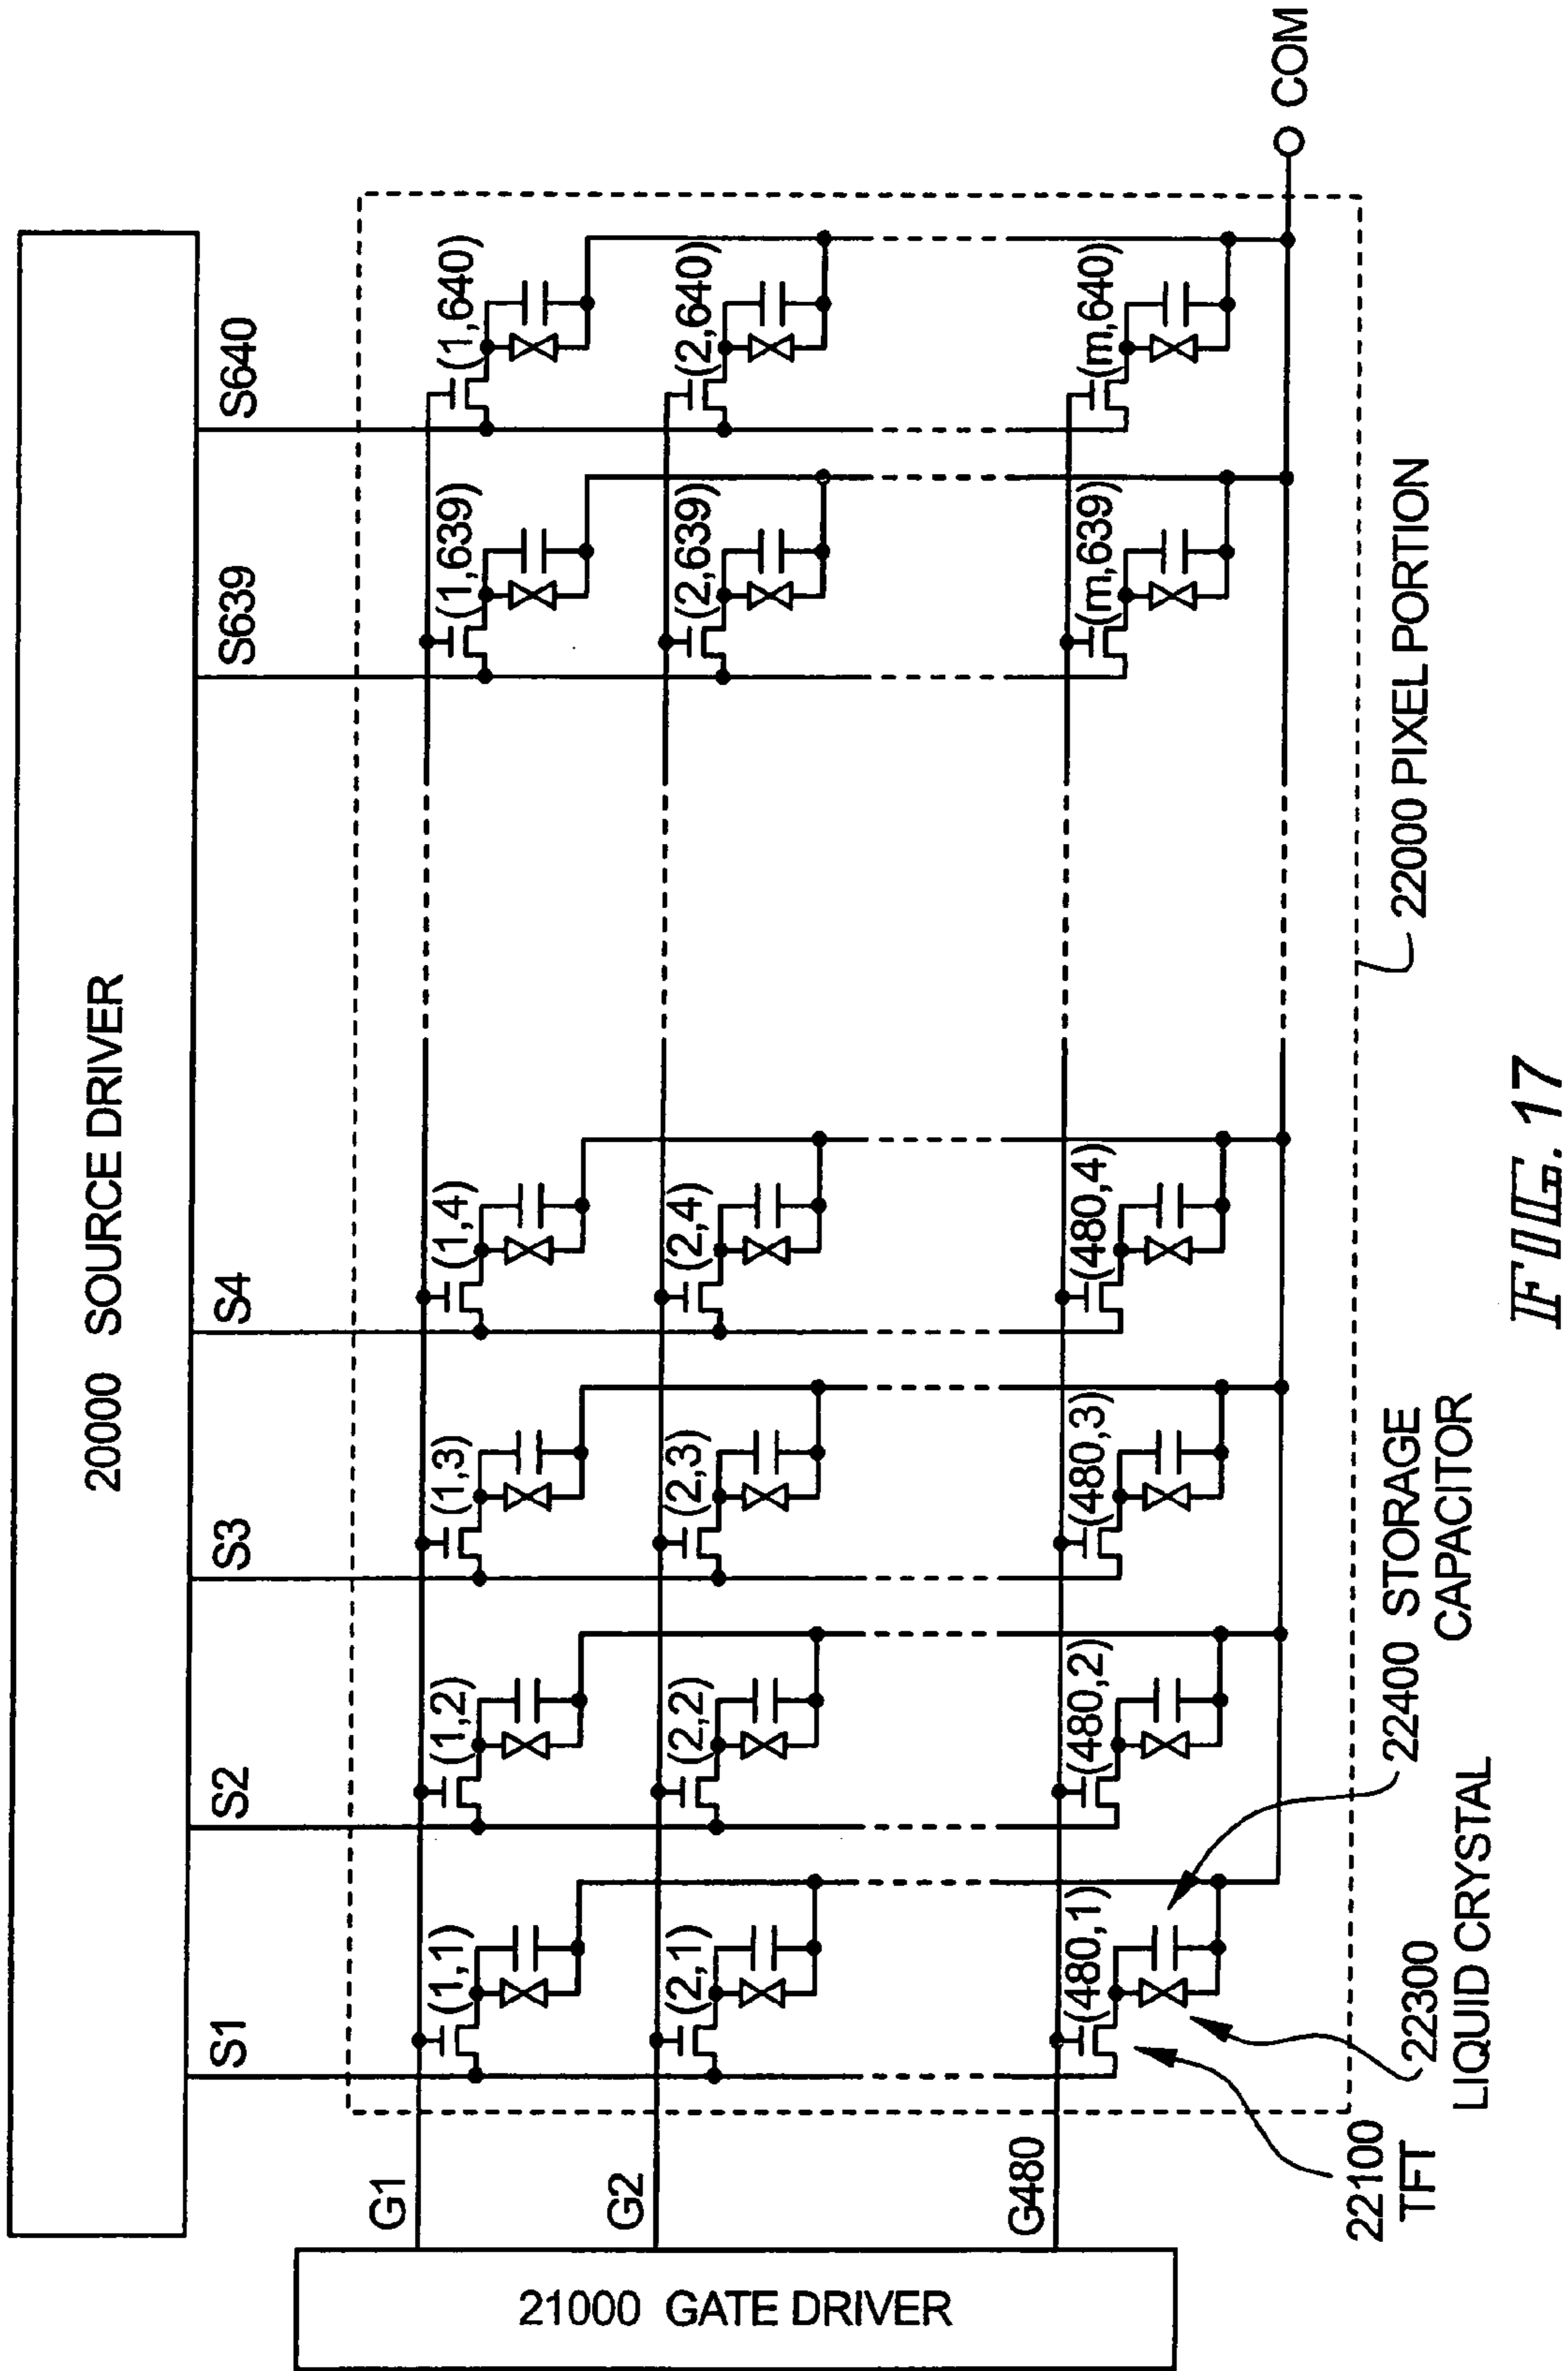 20000 SOURCE DRIVER
S1
S2
S3
S4
S639
S640
G1
(1,1)
(1,2)
(1,3)
(1,4)
(1,639)
(1,640)
G2
(2,1)
(2,2)
(2,3)
(2,4)
(2,639)
(2,640)
21000 GATE DRIVER
G480
(480,1)
(480,2)
(480,3)
(480,4)
(m,639)
(m,640)
COM
22100
TFT
22300
LIQUID CRYSTAL
22400 STORAGE
CAPACITOR
22000 PIXEL PORTION
FIG. 17